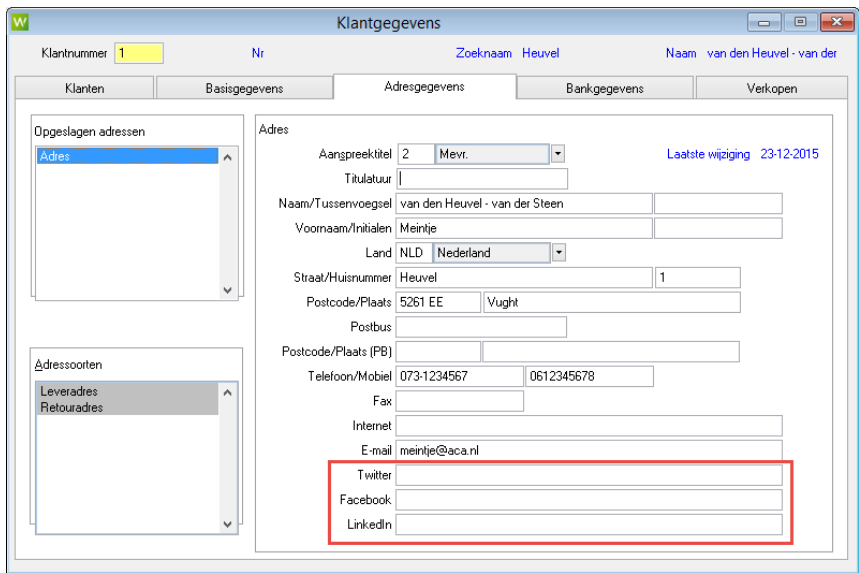 W Klantgegevens
Klantnummer 1 Nr Zoeknaam Heuvel Naam van den Heuvel - van der
Klanten Basisgegevens Adresgegevens Bankgegevens Verkopen
Opgeslagen adressen
Adres
Adressoorten
Leveradres
Retouradres
Adres
Aanspreektitel 2 Mevr. Laatste wijziging 23-12-2015
Titulatuur
Naam/Tussenvoegsel van den Heuvel - van der Steen
Voornaam/Initialen Meintje
Land NLD Nederland
Straat/Huisnummer Heuvel 1
Postcode/Plaats 5261 EE Vught
Postbus
Postcode/Plaats (PB)
Telefoon/Mobiel 073-1234567 0612345678
Fax
Internet
E-mail meintje@aca.nl
Twitter
Facebook
LinkedIn